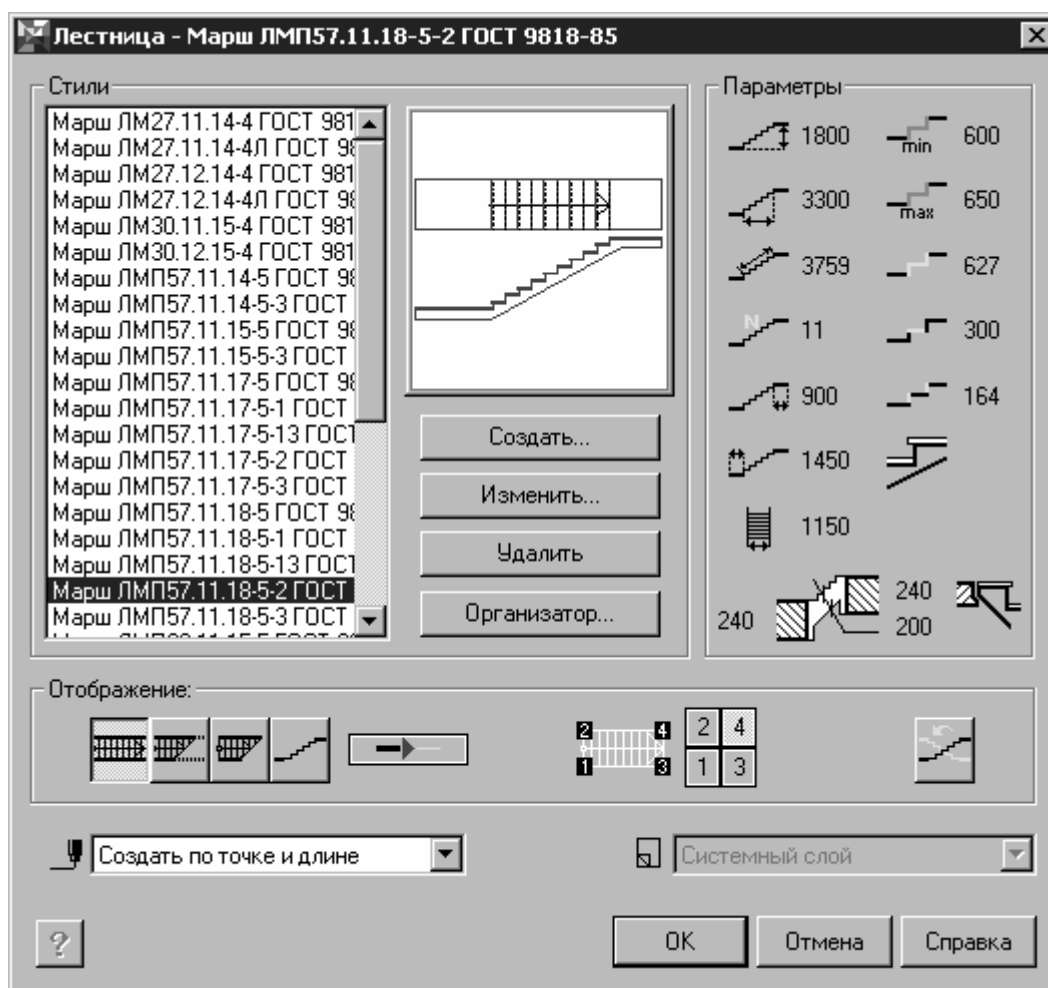 Лестница - Марш ЛМП57.11.18-5-2 ГОСТ 9818-85
Стили
Марш ЛМ27.11.14-4 ГОСТ 981
Марш ЛМ27.11.14-4Л ГОСТ 98
Марш ЛМ27.12.14-4 ГОСТ 981
Марш ЛМ27.12.14-4Л ГОСТ 98
Марш ЛМ30.11.15-4 ГОСТ 981
Марш ЛМ30.12.15-4 ГОСТ 981
Марш ЛМП57.11.14-5 ГОСТ 98
Марш ЛМП57.11.14-5-3 ГОСТ
Марш ЛМП57.11.15-5 ГОСТ 98
Марш ЛМП57.11.15-5-3 ГОСТ
Марш ЛМП57.11.17-5 ГОСТ 98
Марш ЛМП57.11.17-5-1 ГОСТ
Марш ЛМП57.11.17-5-13 ГОСТ
Марш ЛМП57.11.17-5-2 ГОСТ
Марш ЛМП57.11.17-5-3 ГОСТ
Марш ЛМП57.11.18-5 ГОСТ 98
Марш ЛМП57.11.18-5-1 ГОСТ
Марш ЛМП57.11.18-5-13 ГОСТ
Марш ЛМП57.11.18-5-2 ГОСТ
Марш ЛМП57.11.18-5-3 ГОСТ
Создать...
Изменить...
Удалить
Организатор...
Параметры
1800 min 600
3300 max 650
3759 627
N 11 300
900 164
1450
1150
240 240
200
Отображение:
2 4
1 3
2 4
1 3
Создать по точке и длине
Системный слой
?
OK
Отмена
Справка